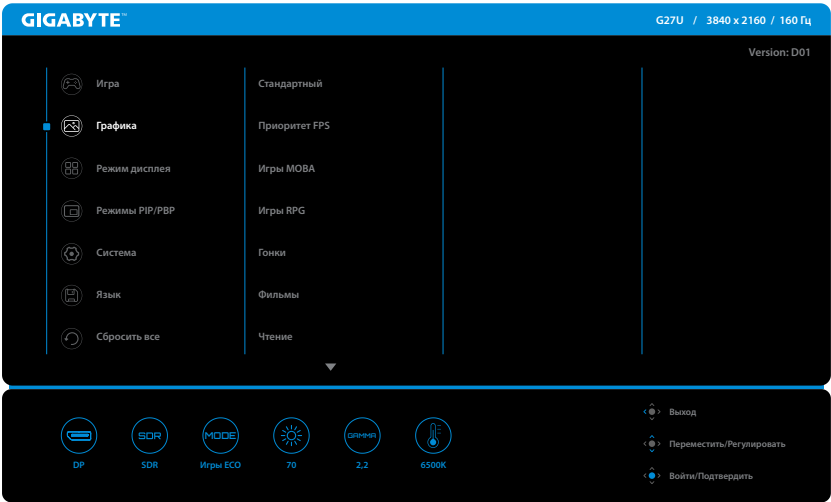 GIGABYTE™
G27U / 3840 x 2160 / 160 Гц
Version: D01
Игра
Графика
Режим дисплея
Режимы PIP/PBP
Система
Язык
Сбросить все
Стандартный
Приоритет FPS
Игры MOBA
Игры RPG
Гонки
Фильмы
Чтение
SDR
MODE
GAMMA
DP
SDR
Игры ECO
70
2,2
6500K
Выход
Переместить/Регулировать
Войти/Подтвердить